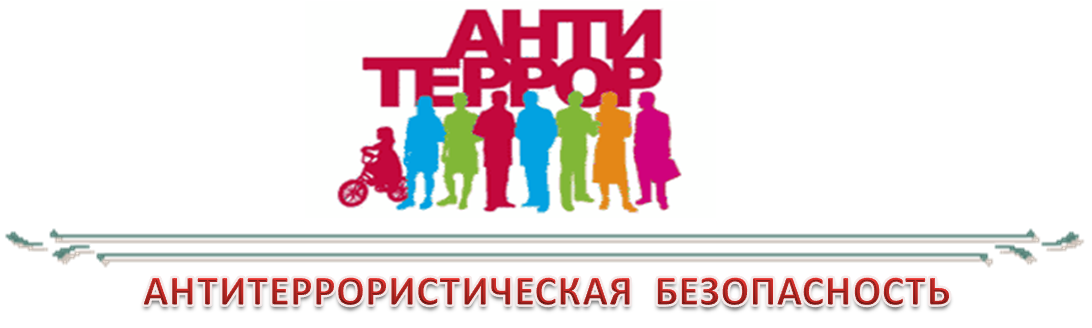 АНТИ
ТЕРРОР
АНТИТЕРРОРИСТИЧЕСКАЯ БЕЗОПАСНОСТЬ